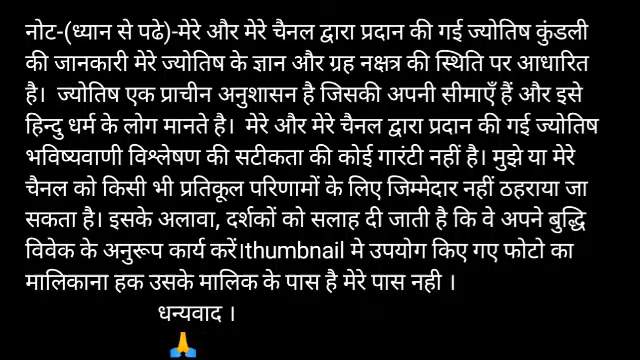 नोट-(ध्यान से पढे)-मेरे और मेरे चैनल द्वारा प्रदान की गई ज्योतिष कुंडली
की जानकारी मेरे ज्योतिष के ज्ञान और ग्रह नक्षत्र की स्थिति पर आधारित
है। ज्योतिष एक प्राचीन अनुशासन है जिसकी अपनी सीमाएँ हैं और इसे
हिन्दु धर्म के लोग मानते है। मेरे और मेरे चैनल द्वारा प्रदान की गई ज्योतिष
भविष्यवाणी विश्लेषण की सटीकता की कोई गारंटी नहीं है। मुझे या मेरे
चैनल को किसी भी प्रतिकूल परिणामों के लिए जिम्मेदार नहीं ठहराया जा
सकता है। इसके अलावा, दर्शकों को सलाह दी जाती है कि वे अपने बुद्धि
विवेक के अनुरूप कार्य करें।thumbnail मे उपयोग किए गए फोटो का
मालिकाना हक उसके मालिक के पास है मेरे पास नही ।
धन्यवाद ।
🙏